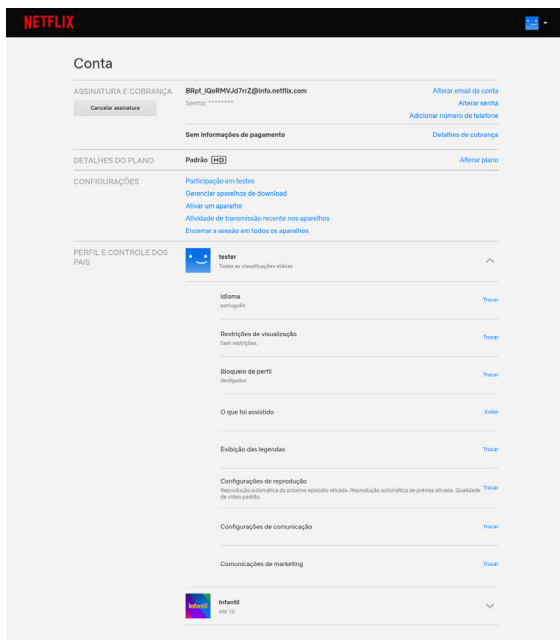 NETFLIX
Conta
ASSINATURA E COBRANÇA
Cancelar assinatura
BRpt_IQoRMVJd7rrZ@info.netflix.com
Alterar email da conta
Senha: ********
Alterar senha
Adicionar número de telefone
Sem informações de pagamento
Detalhes de cobrança
DETALHES DO PLANO
Padrão HD
Alterar plano
CONFIGURAÇÕES
Participação em testes
Gerenciar aparelhos de download
Ativar um aparelho
Atividade de transmissão recente nos aparelhos
Encerrar a sessão em todos os aparelhos
PERFIL E CONTROLE DOS
PAIS
tester
Todas as classificações etárias
Idioma
português
Trocar
Restrições de visualização
Sem restrições.
Trocar
Bloqueio de perfil
desligados
Trocar
O que foi assistido
Exibir
Exibição das legendas
Trocar
Configurações de reprodução
Reprodução automática do próximo episódio ativada. Reprodução automática de prévias ativada. Qualidade
de vídeo padrão.
Trocar
Configurações de comunicação
Trocar
Comunicações de marketing
Trocar
Infantil
Infantil
Até 10